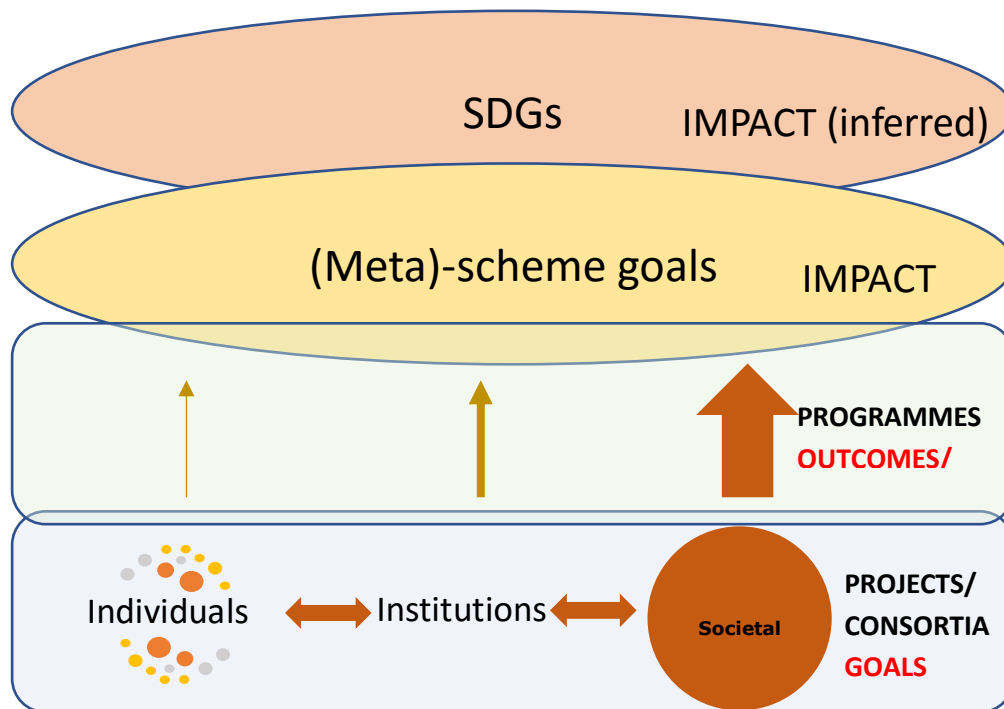 SDGs
IMPACT (inferred)
(Meta)-scheme goals
IMPACT
PROGRAMMES
OUTCOMES/
Individuals
Institutions
Societal
PROJECTS/
CONSORTIA
GOALS